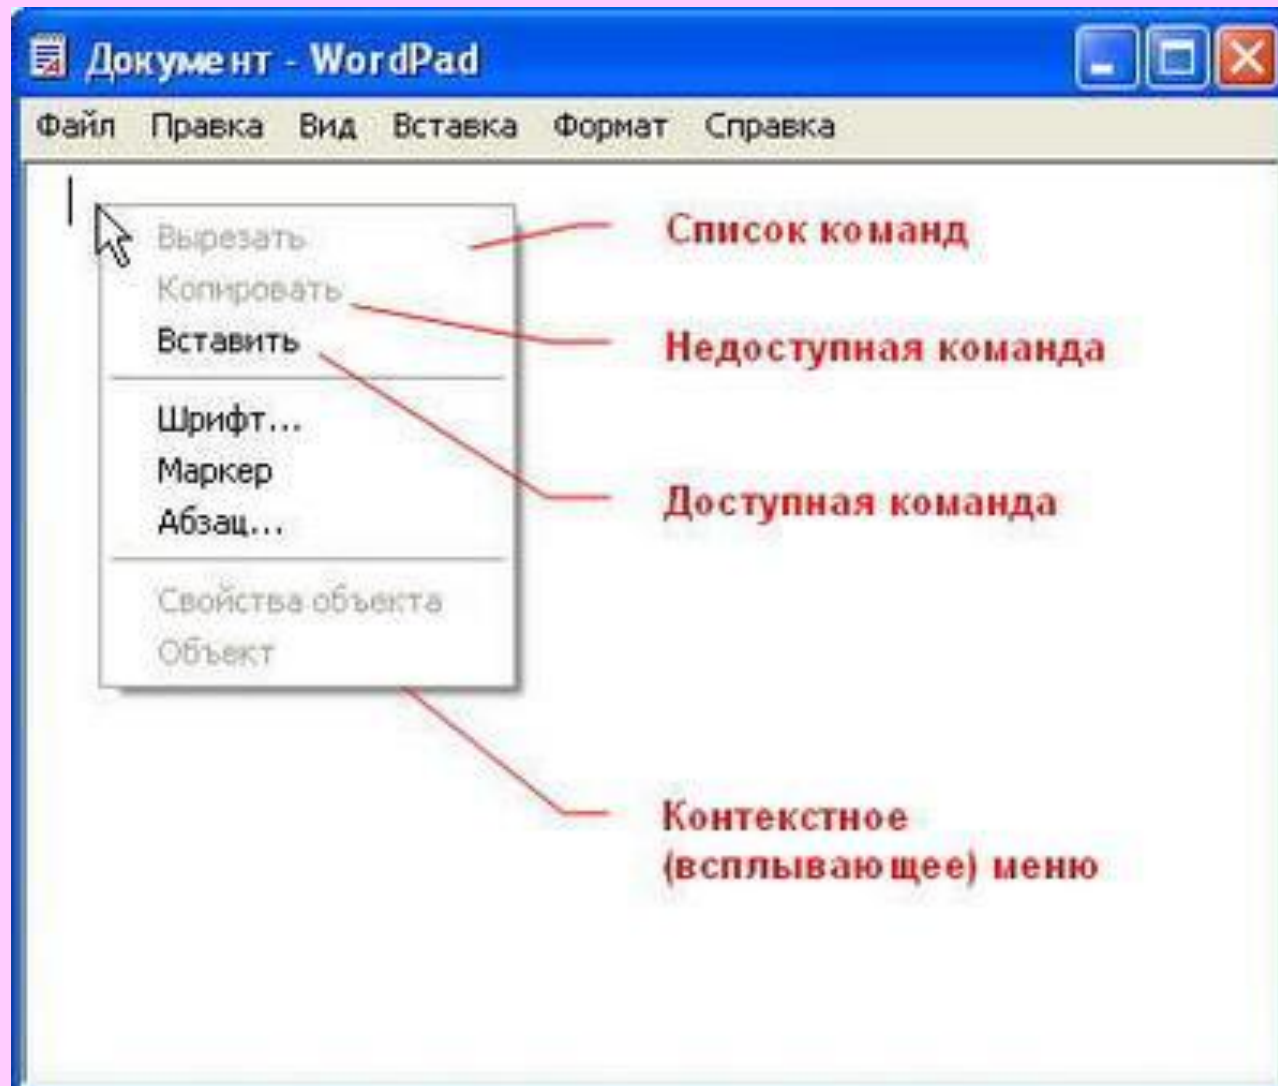 Документ - WordPad
Файл Правка Вид Вставка Формат Справка
Вырезать
Копировать
Вставить
Шрифт...
Маркер
Абзац...
Свойства объекта
Объект
Список команд
Недоступная команда
Доступная команда
Контекстное
(всплывающее) меню